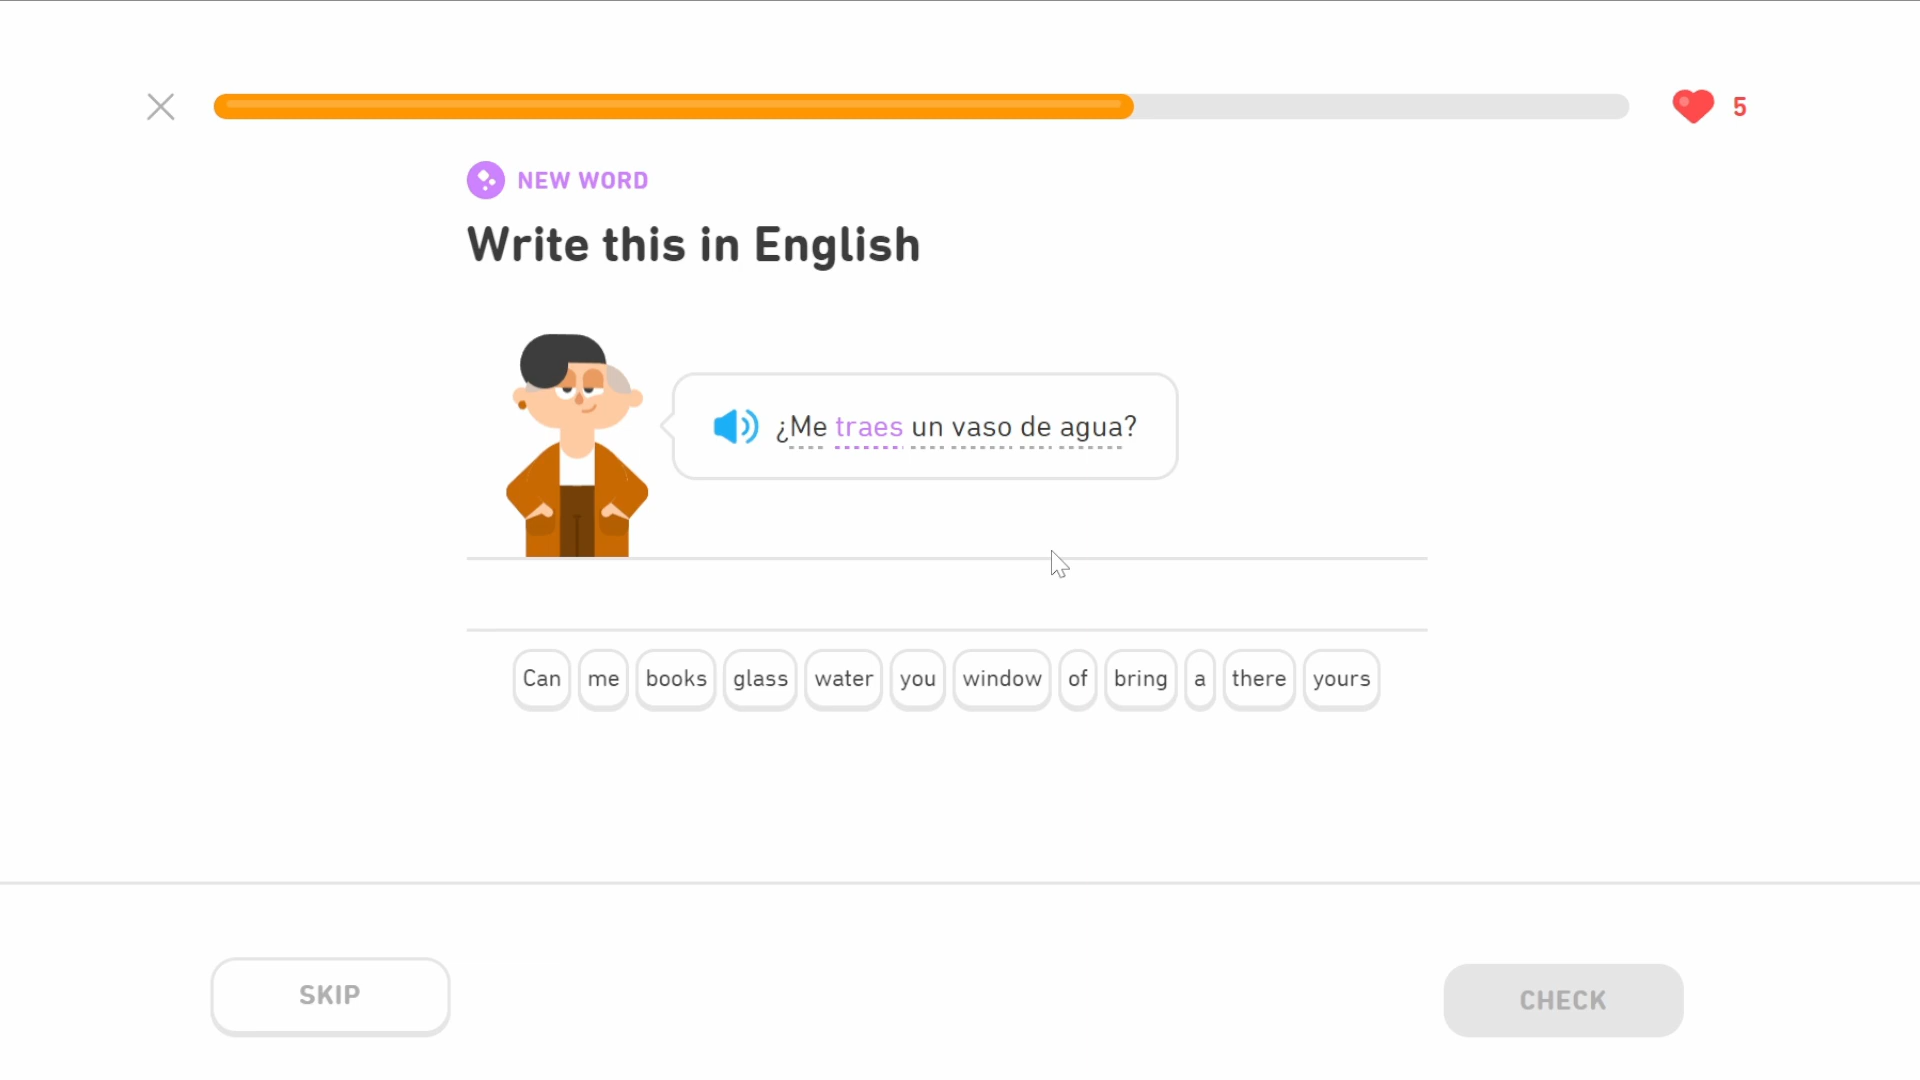 5
NEW WORD
Write this in English
¿Me traes un vaso de agua?
Can me books glass water you window of bring a there yours
SKIP
CHECK